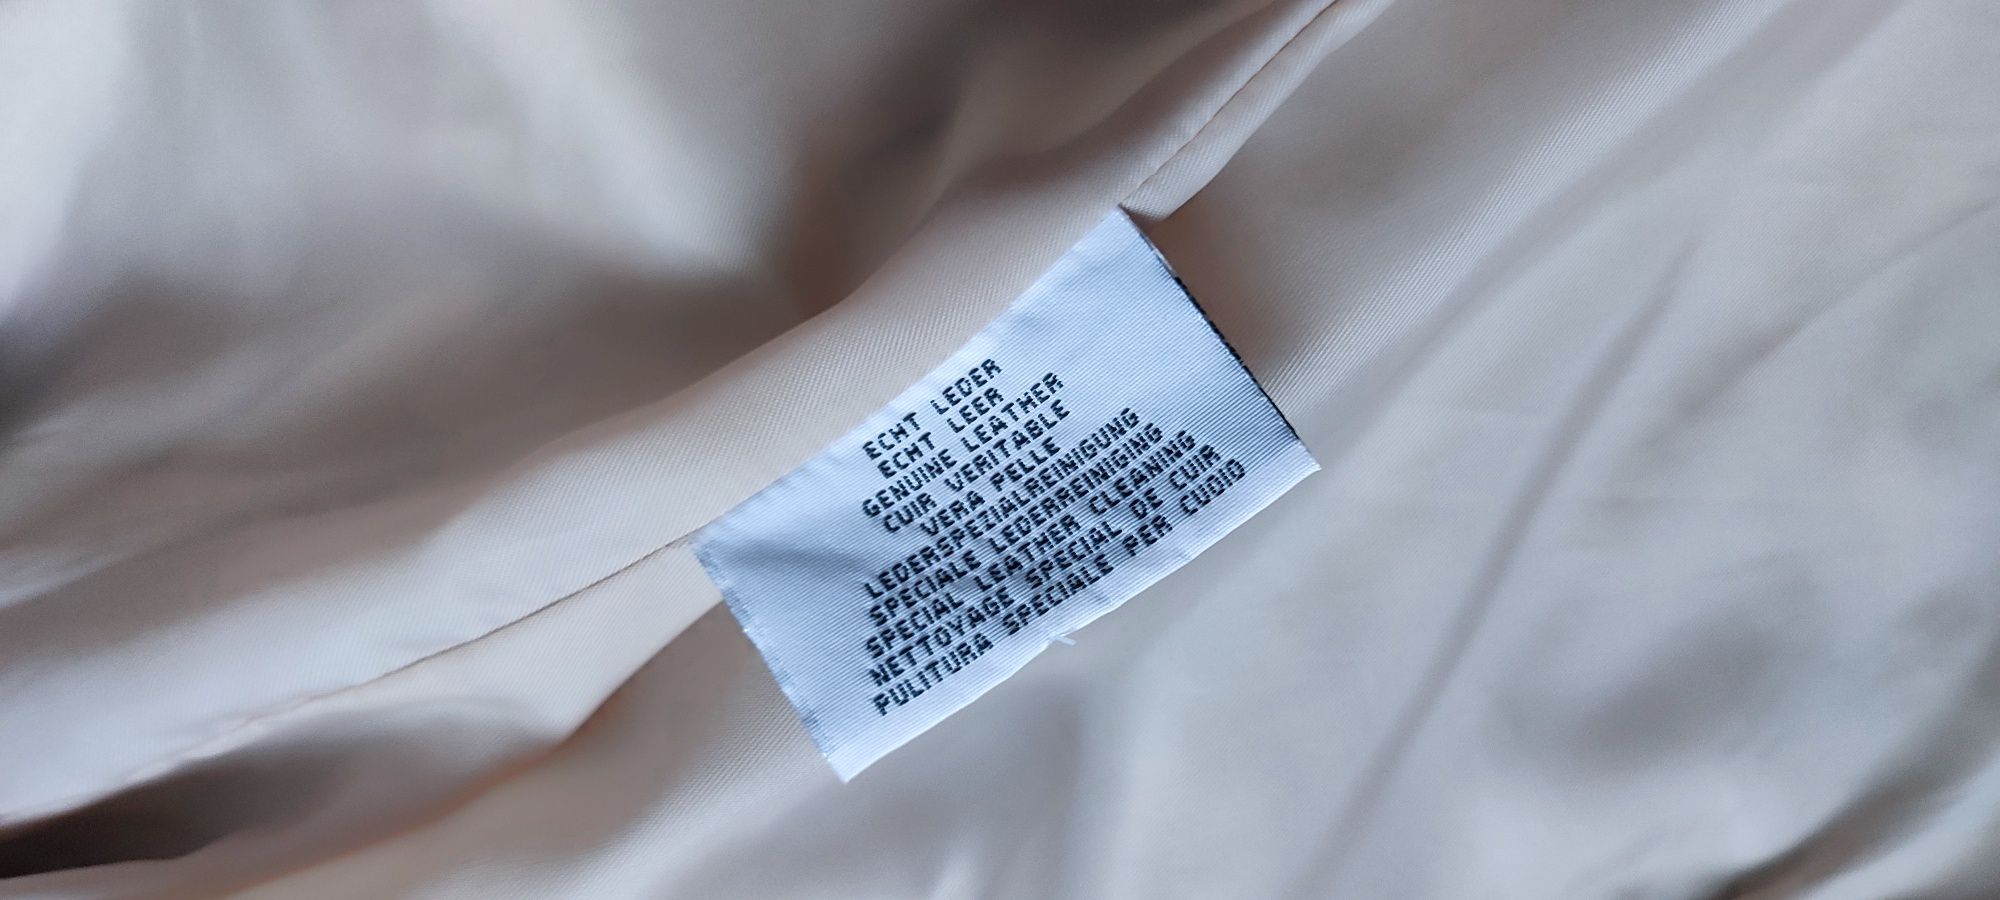 ECHT LEDER
ECHT LEER
GENUINE LEATHER
CUIR VERITABLE
VERA PELLE
LEDERSPEZIALREINIGUNG
SPECIALE LEDERREINIGING
SPECIAL LEATHER CLEANING
NETTOYAGE SPECIAL DE CUIR
PULITURA SPECIALE PER CUOIO